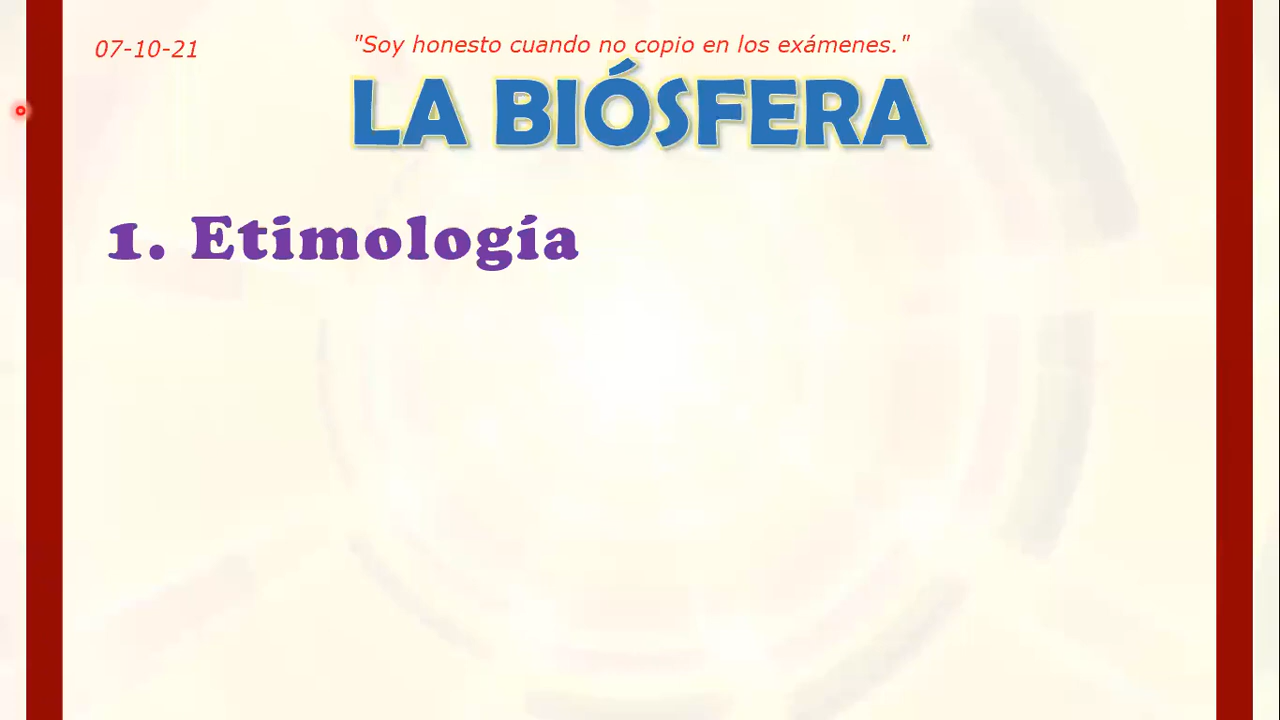 07-10-21
"Soy honesto cuando no copio en los exámenes."
LA BIÓSFERA
1. Etimología